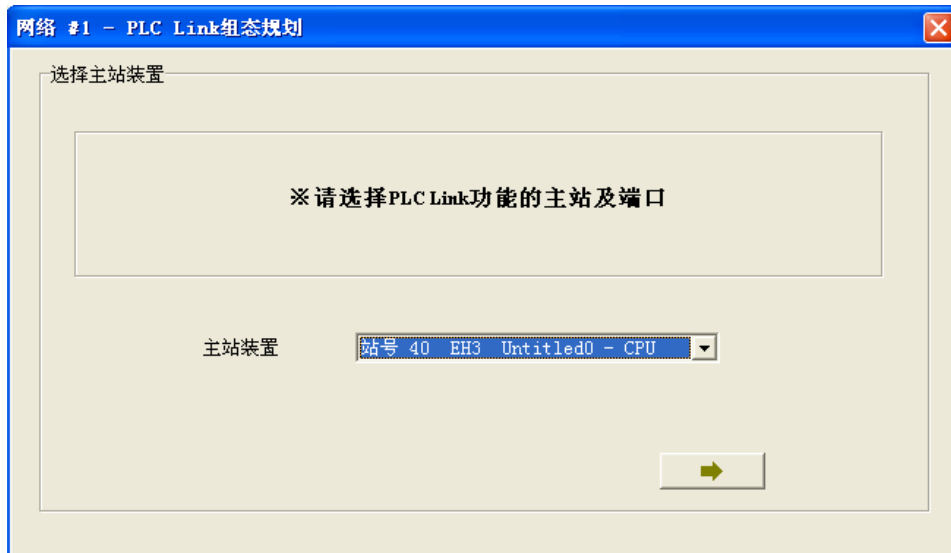 网络 #1 - PLC Link组态规划
选择主站装置
※请选择PLC Link功能的主站及端口
主站装置
站号 40 EH3 Untitled0 - CPU